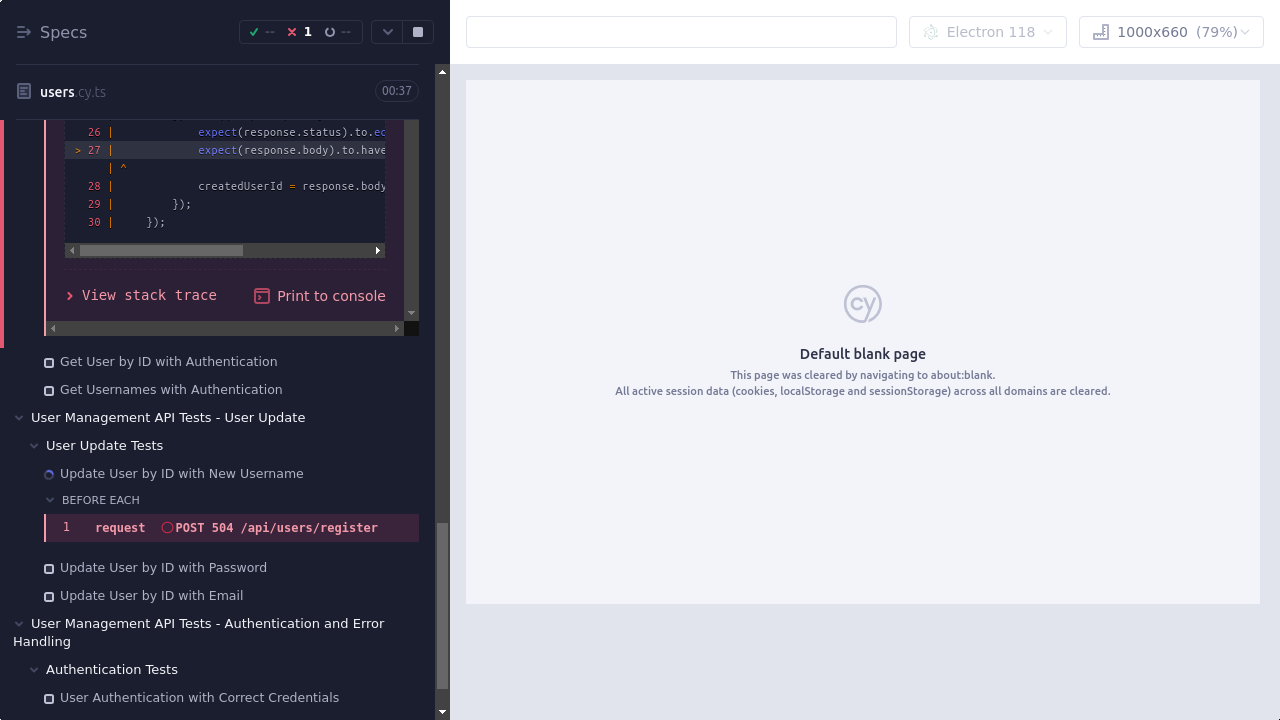 Specs
--
1
--
Electron 118
1000x660 (79%)
users.cy.ts
00:37
26 | expect(response.status).to.eq
> 27 | expect(response.body).to.have
| ^
28 | createdUserId = response.body
29 | });
30 | });
View stack trace
Print to console
Get User by ID with Authentication
Get Usernames with Authentication
User Management API Tests - User Update
User Update Tests
Update User by ID with New Username
BEFORE EACH
1 request POST 504 /api/users/register
Update User by ID with Password
Update User by ID with Email
User Management API Tests - Authentication and Error
Handling
Authentication Tests
User Authentication with Correct Credentials
cy
Default blank page
This page was cleared by navigating to about:blank.
All active session data (cookies, localStorage and sessionStorage) across all domains are cleared.